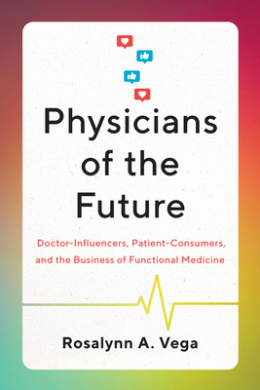 Physicians
of the
Future
Doctor-Influencers, Patient-Consumers,
and the Business of Functional Medicine
Rosalynn A. Vega